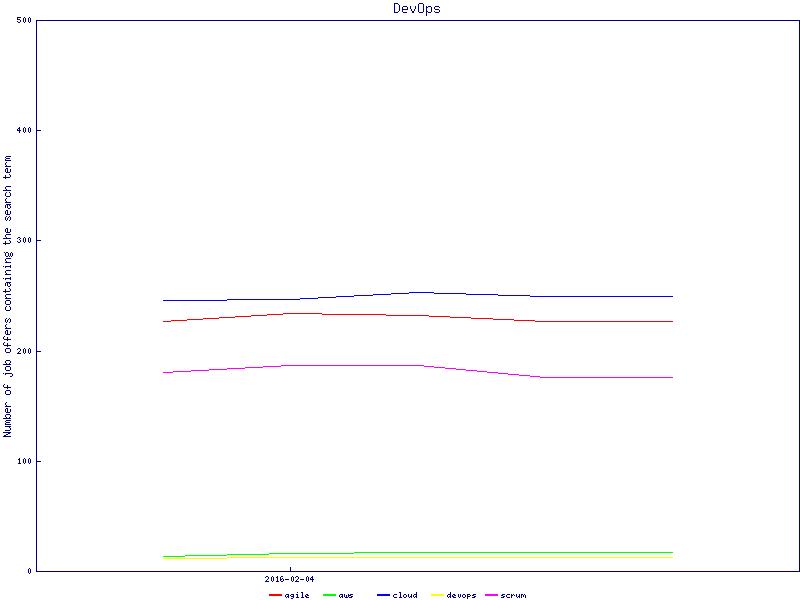 DevOps
500
400
300
200
100
0
Number of job offers containing the search term
2016-02-04
agile aws cloud devops scrum